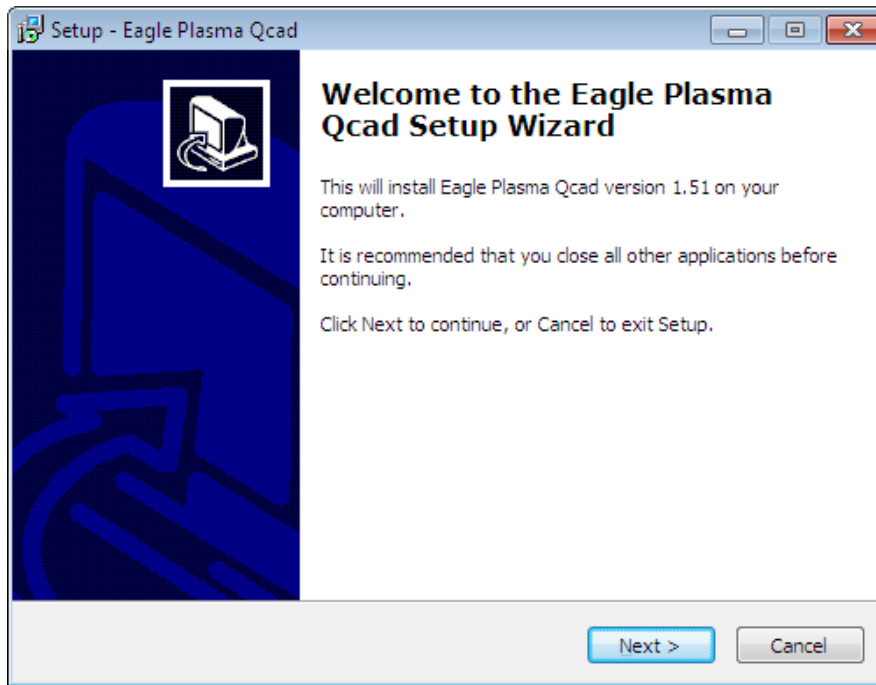 Setup - Eagle Plasma Qcad
Welcome to the Eagle Plasma
Qcad Setup Wizard
This will install Eagle Plasma Qcad version 1.51 on your
computer.
It is recommended that you close all other applications before
continuing.
Click Next to continue, or Cancel to exit Setup.
Next >
Cancel